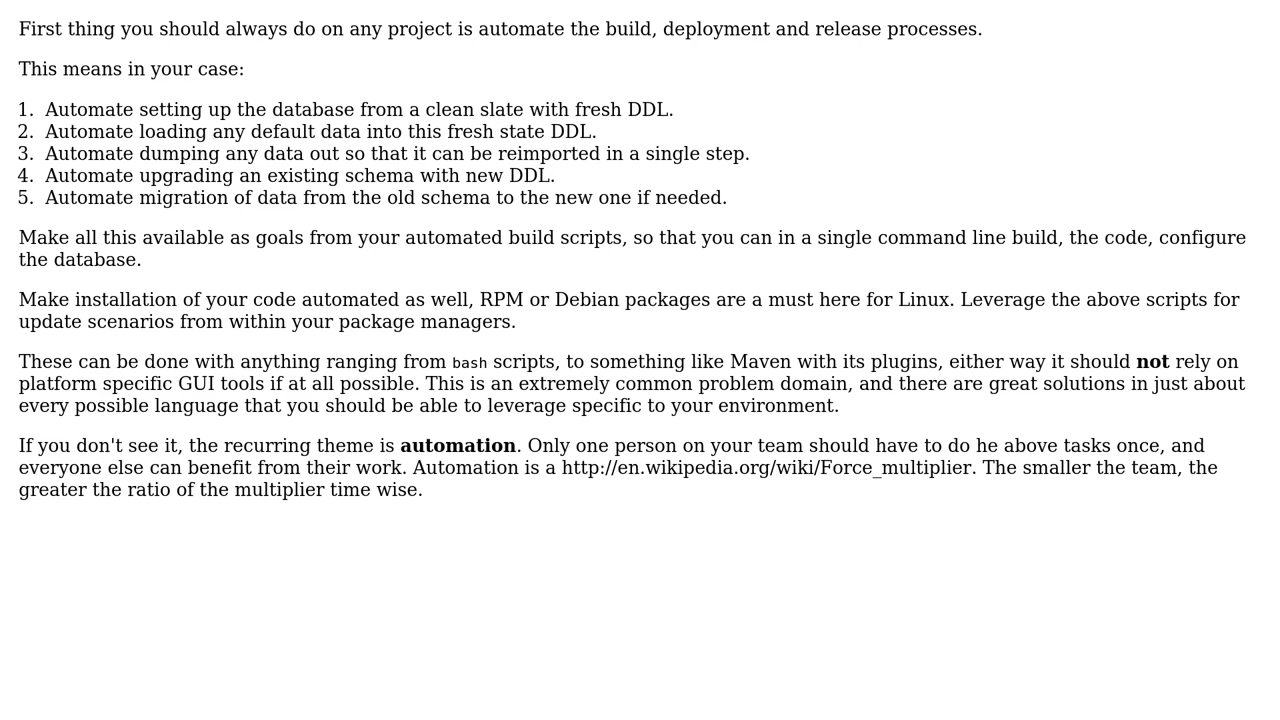 First thing you should always do on any project is automate the build, deployment and release processes.
This means in your case:
1. Automate setting up the database from a clean slate with fresh DDL.
2. Automate loading any default data into this fresh state DDL.
3. Automate dumping any data out so that it can be reimported in a single step.
4. Automate upgrading an existing schema with new DDL.
5. Automate migration of data from the old schema to the new one if needed.
Make all this available as goals from your automated build scripts, so that you can in a single command line build, the code, configure
the database.
Make installation of your code automated as well, RPM or Debian packages are a must here for Linux. Leverage the above scripts for
update scenarios from within your package managers.
These can be done with anything ranging from bash scripts, to something like Maven with its plugins, either way it should not rely on
platform specific GUI tools if at all possible. This is an extremely common problem domain, and there are great solutions in just about
every possible language that you should be able to leverage specific to your environment.
If you don't see it, the recurring theme is automation. Only one person on your team should have to do he above tasks once, and
everyone else can benefit from their work. Automation is a http://en.wikipedia.org/wiki/Force_multiplier. The smaller the team, the
greater the ratio of the multiplier time wise.